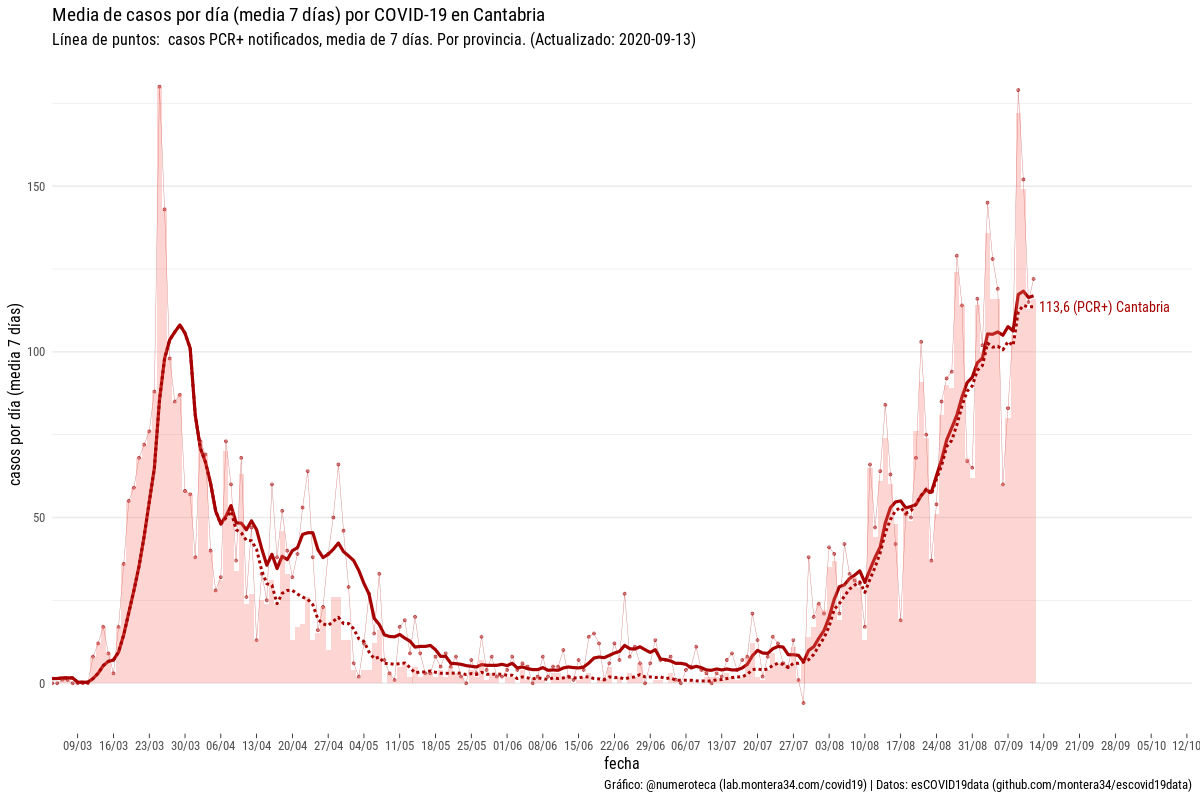 Media de casos por día (media 7 días) por COVID-19 en Cantabria
Línea de puntos:  casos PCR+ notificados, media de 7 días. Por provincia. (Actualizado: 2020-09-13)
casos por día (media 7 días)
150
100
50
0
113,6 (PCR+) Cantabria
09/03 16/03 23/03 30/03 06/04 13/04 20/04 27/04 04/05 11/05 18/05 25/05 01/06 08/06 15/06 22/06 29/06 06/07 13/07 20/07 27/07 03/08 10/08 17/08 24/08 31/08 07/09 14/09 21/09 28/09 05/10 12/10
fecha
Gráfico: @numeroteca (lab.montera34.com/covid19) | Datos: esCOVID19data (github.com/montera34/escovid19data)